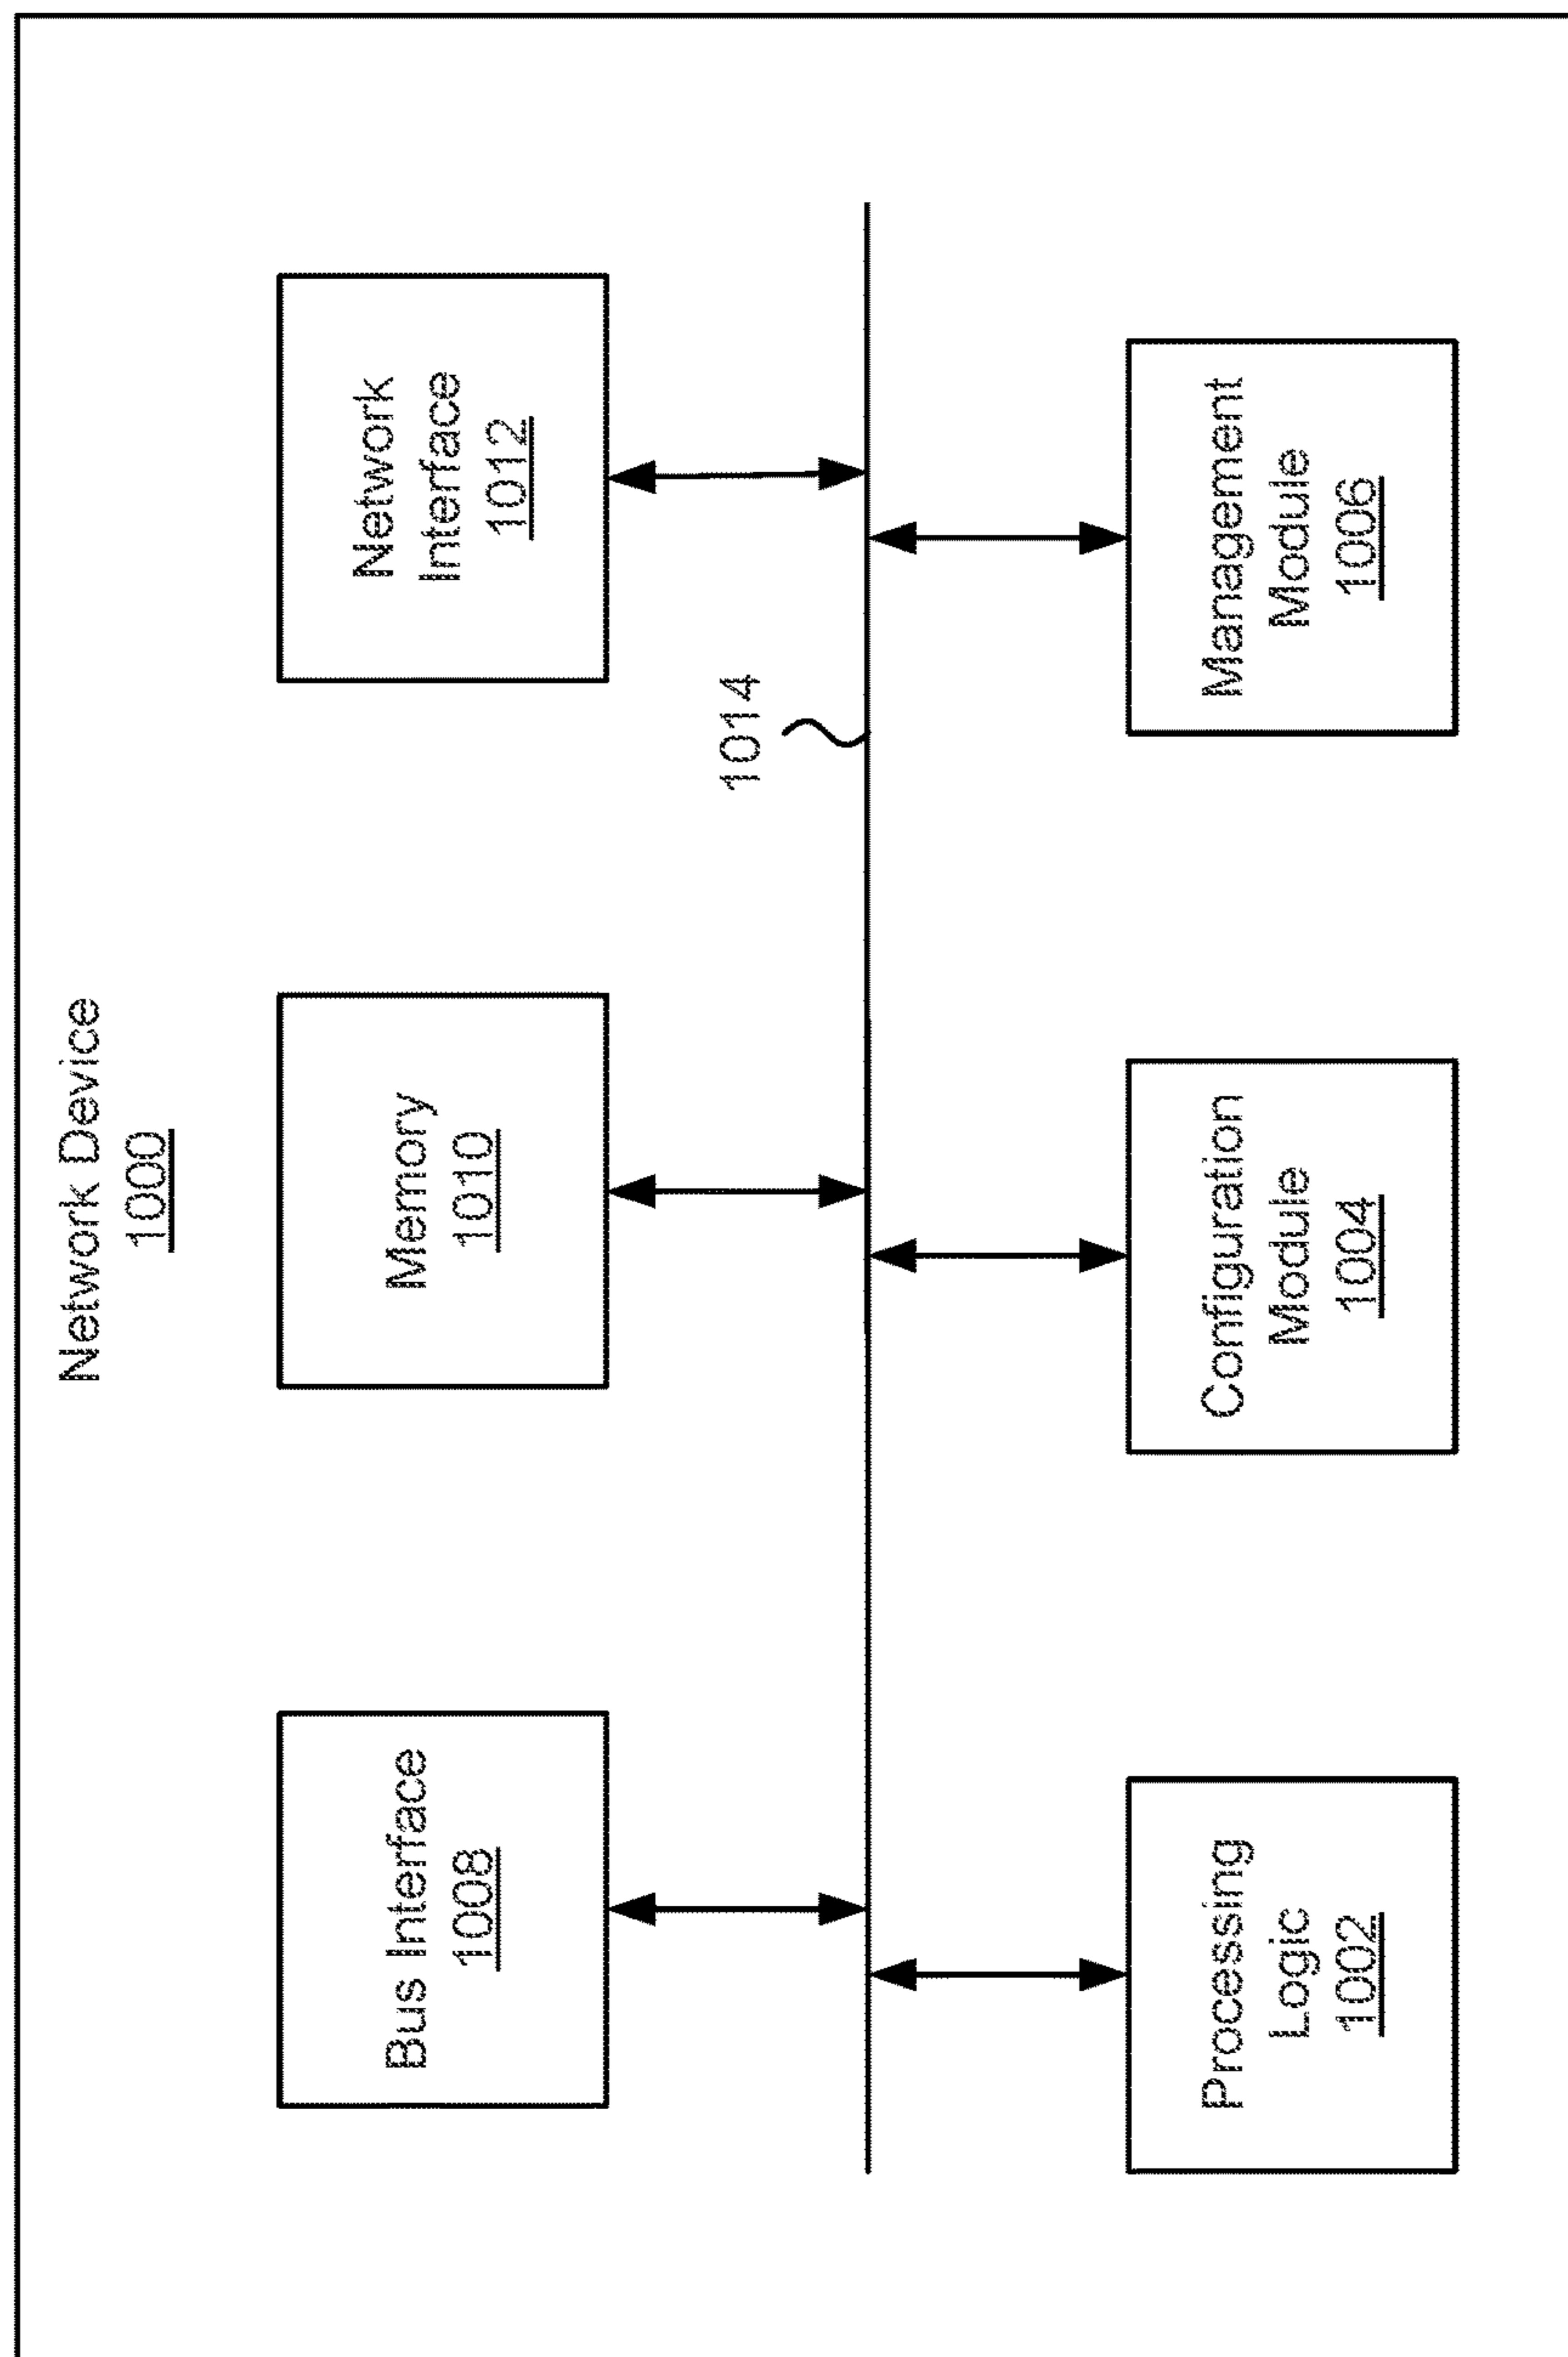 Network Device
1000
Bus Interface
1008
Memory
1010
Network
Interface
1012
1014
Processing
Logic
1002
Configuration
Module
1004
Management
Module
1006